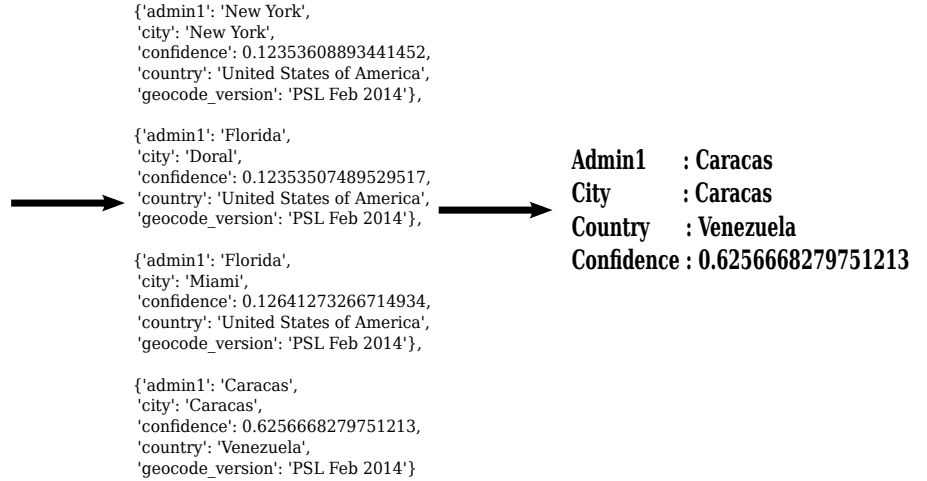 {'admin1': 'New York',
'city': 'New York',
'confidence': 0.12353608893441452,
'country': 'United States of America',
'geocode_version': 'PSL Feb 2014'},
{'admin1': 'Florida',
'city': 'Doral',
'confidence': 0.12353507489529517,
'country': 'United States of America',
'geocode_version': 'PSL Feb 2014'},
{'admin1': 'Florida',
'city': 'Miami',
'confidence': 0.12641273266714934,
'country': 'United States of America',
'geocode_version': 'PSL Feb 2014'},
{'admin1': 'Caracas',
'city': 'Caracas',
'confidence': 0.6256668279751213,
'country': 'Venezuela',
'geocode_version': 'PSL Feb 2014'}
Admin1 : Caracas
City : Caracas
Country : Venezuela
Confidence : 0.6256668279751213